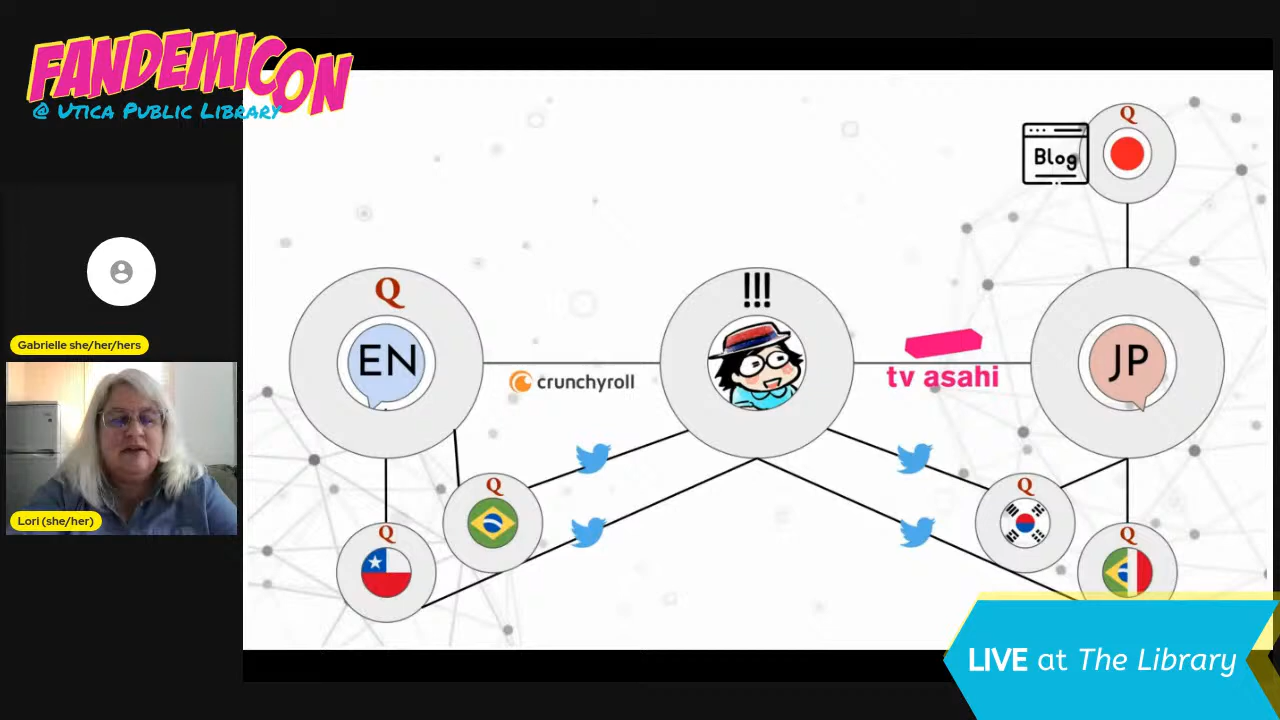 FANDEMICON
@ Utica Public Library
Gabrielle she/her/hers
Lori (she/her)
Q
Blog
Q
EN
!!!
crunchyroll
tv asahi
JP
Q
Q
Q
Q
LIVE at The Library